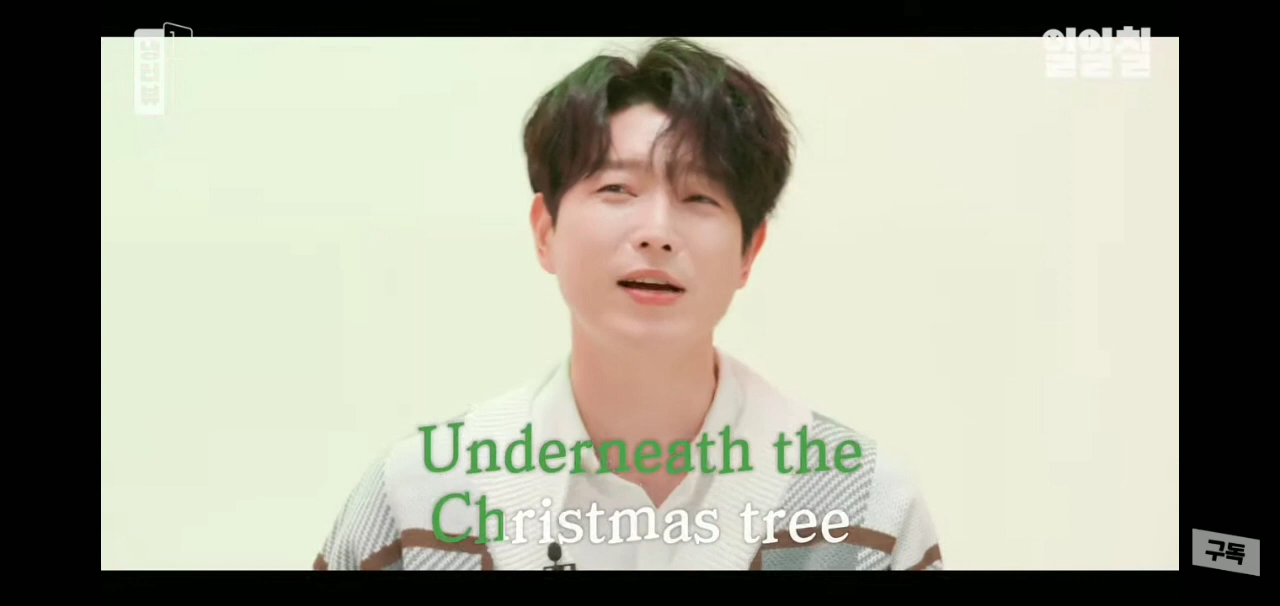 일일칠
Underneath the
Christmas tree
구독